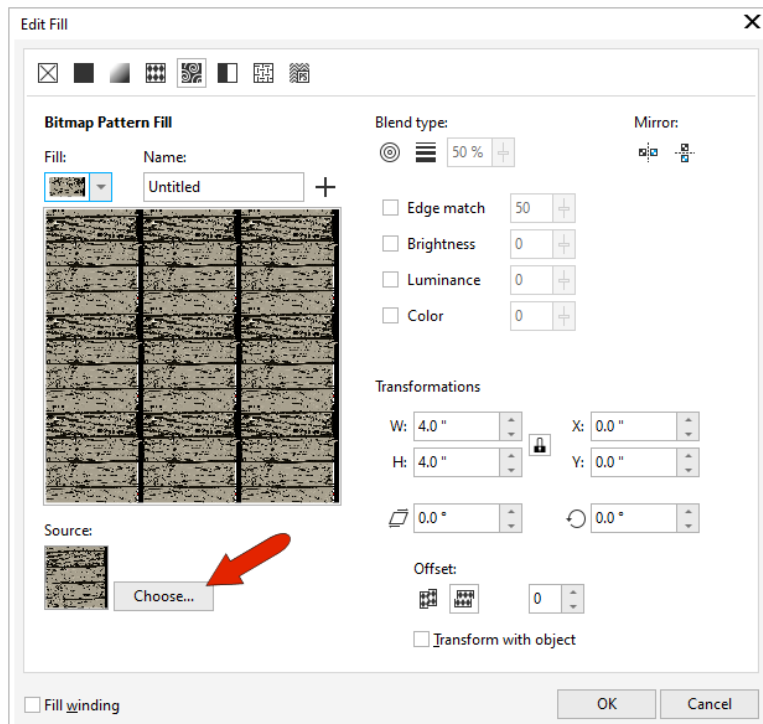 Edit Fill
PS
Bitmap Pattern Fill
Fill: Name:
Untitled
Source:
Choose...
Blend type: Mirror:
50 %
Edge match 50
Brightness 0
Luminance 0
Color 0
Transformations
W: 4.0 " X: 0.0 "
H: 4.0 " Y: 0.0 "
0.0 ° 0.0 °
Offset:
0
Transform with object
Fill winding
OK Cancel